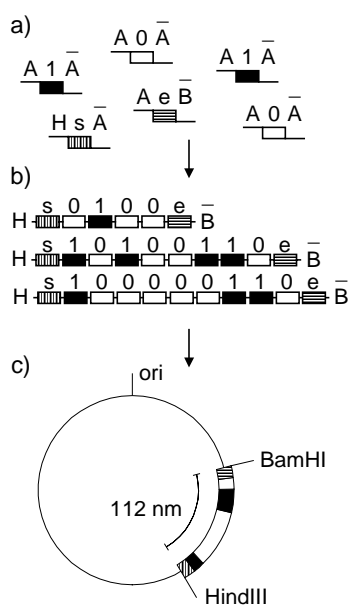 a)
A 0 A̅
A 1 A̅
A 1 A̅
A e B̅
H s A̅
A 0 A̅
b)
s 0 1 0 0 e
H B̅
s 1 0 1 0 0 1 1 0 e
H B̅
s 1 0 0 0 0 0 1 1 0 e
H B̅
c)
ori
BamHI
112 nm
HindIII